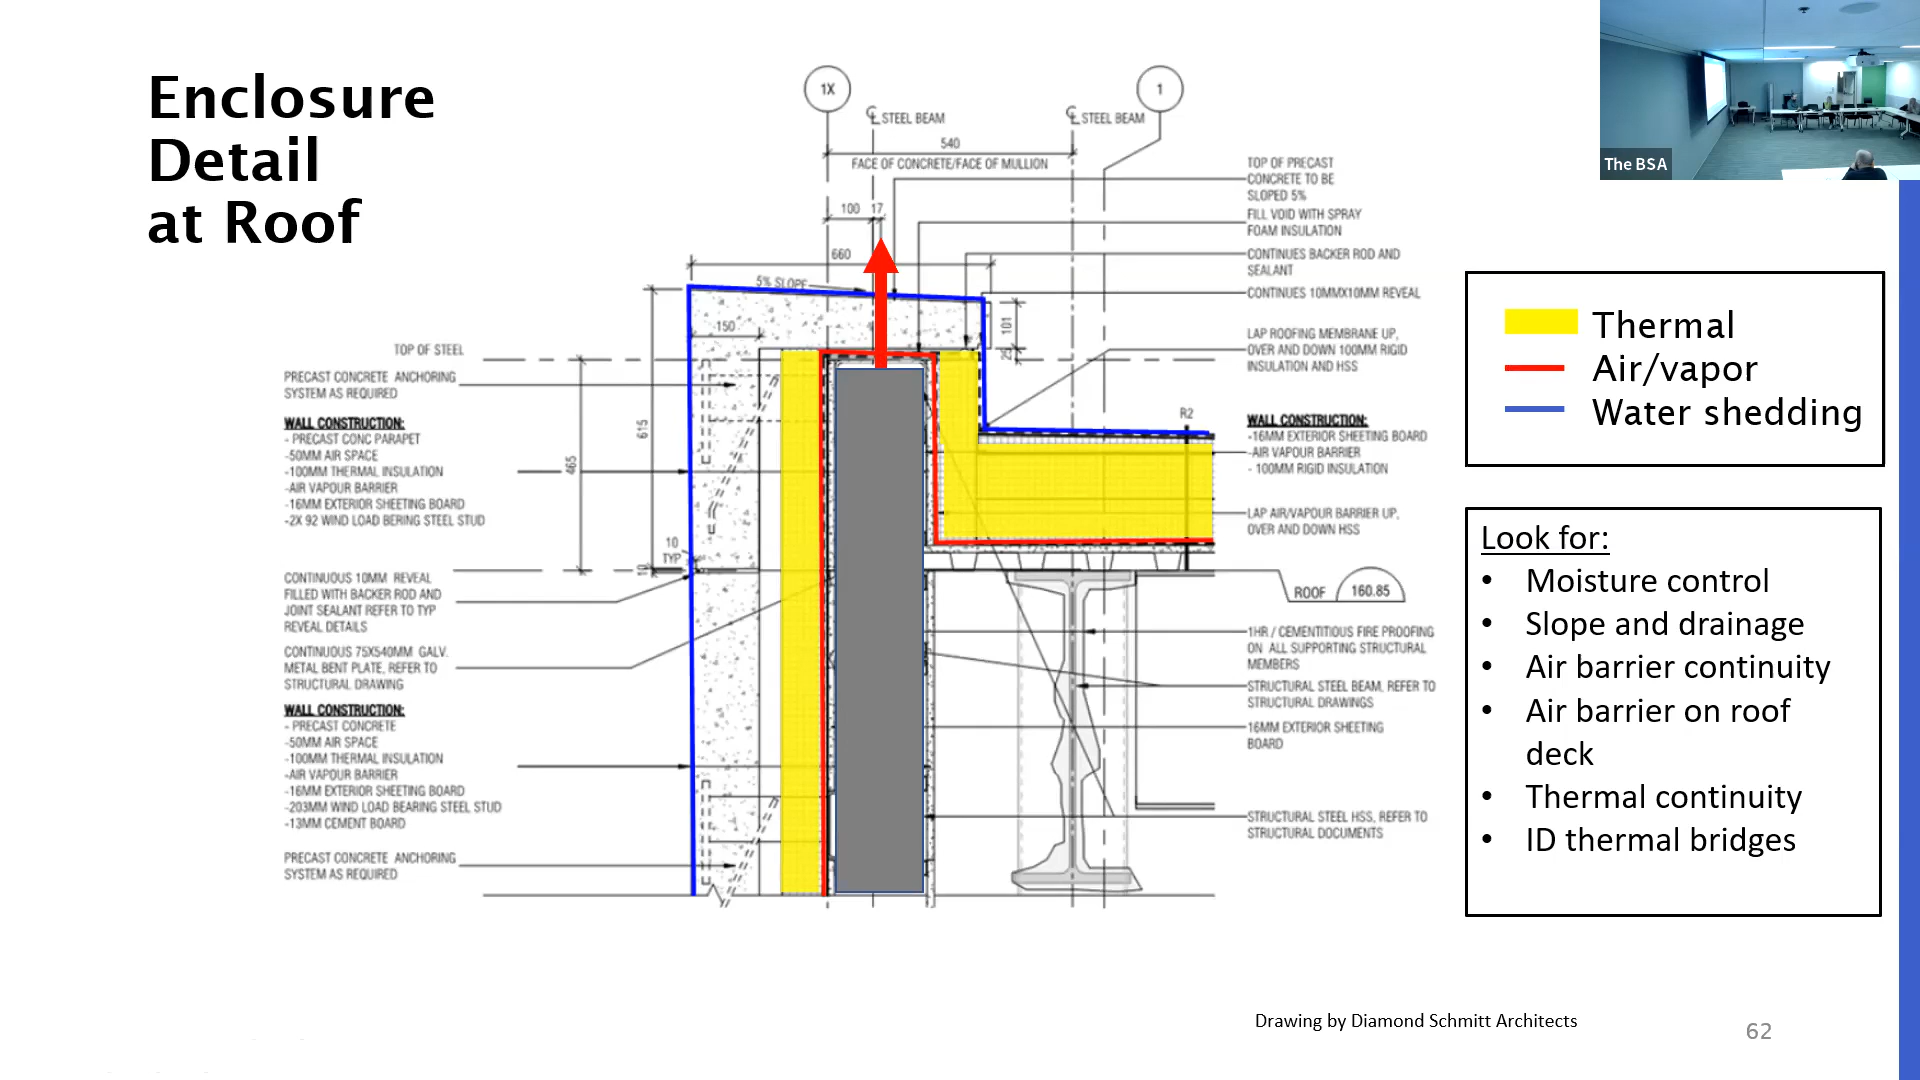 Enclosure
Detail
at Roof
The BSA
1X
1
℄ STEEL BEAM
℄ STEEL BEAM
540
FACE OF CONCRETE/FACE OF MULLION
100
17
660
5% SLOPE
150
101
25
615
465
10
TYP
10
R2
TOP OF STEEL
PRECAST CONCRETE ANCHORING
SYSTEM AS REQUIRED
WALL CONSTRUCTION:
- PRECAST CONC PARAPET
-50MM AIR SPACE
-100MM THERMAL INSULATION
-AIR VAPOUR BARRIER
-16MM EXTERIOR SHEETING BOARD
-2X 92 WIND LOAD BERING STEEL STUD
CONTINUOUS 10MM REVEAL
FILLED WITH BACKER ROD AND
JOINT SEALANT REFER TO TYP
REVEAL DETAILS
CONTINUOUS 75X540MM GALV.
METAL BENT PLATE, REFER TO
STRUCTURAL DRAWING
WALL CONSTRUCTION:
- PRECAST CONCRETE
-50MM AIR SPACE
-100MM THERMAL INSULATION
-AIR VAPOUR BARRIER
-16MM EXTERIOR SHEETING BOARD
-203MM WIND LOAD BEARING STEEL STUD
-13MM CEMENT BOARD
PRECAST CONCRETE ANCHORING
SYSTEM AS REQUIRED
TOP OF PRECAST
CONCRETE TO BE
SLOPED 5%
FILL VOID WITH SPRAY
FOAM INSULATION
CONTINUES BACKER ROD AND
SEALANT
CONTINUES 10MMX10MM REVEAL
LAP ROOFING MEMBRANE UP,
OVER AND DOWN 100MM RIGID
INSULATION AND HSS
WALL CONSTRUCTION:
-16MM EXTERIOR SHEETING BOARD
-AIR VAPOUR BARRIER
- 100MM RIGID INSULATION
LAP AIR/VAPOUR BARRIER UP,
OVER AND DOWN HSS
ROOF 160.85
1HR / CEMENTITIOUS FIRE PROOFING
ON ALL SUPPORTING STRUCTURAL
MEMBERS
STRUCTURAL STEEL BEAM, REFER TO
STRUCTURAL DRAWINGS
16MM EXTERIOR SHEETING
BOARD
STRUCTURAL STEEL HSS, REFER TO
STRUCTURAL DOCUMENTS
Thermal
Air/vapor
Water shedding
Look for:
• Moisture control
• Slope and drainage
• Air barrier continuity
• Air barrier on roof
deck
• Thermal continuity
• ID thermal bridges
Drawing by Diamond Schmitt Architects
62